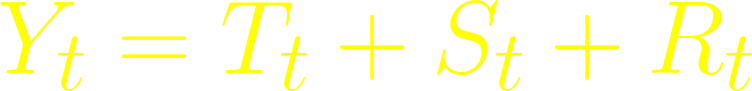 Y_t = T_t + S_t + R_t